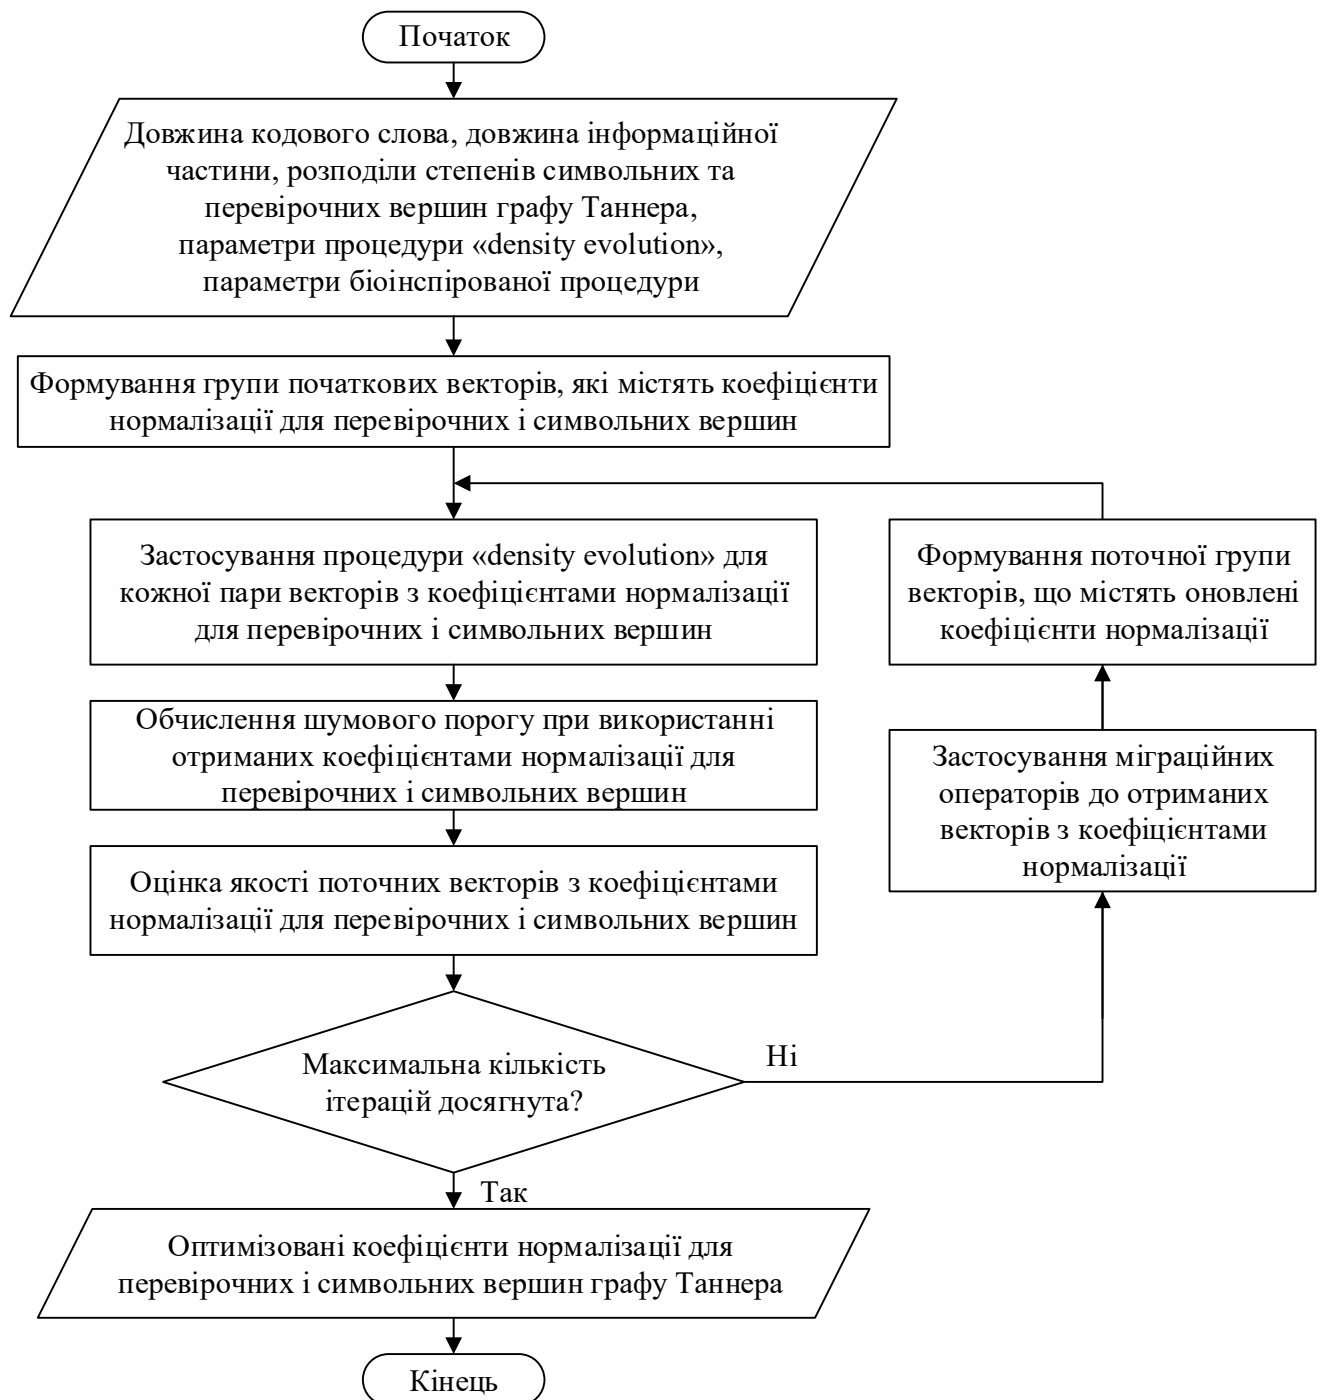 Початок
Довжина кодового слова, довжина інформаційної
частини, розподіли степенів символьних та
перевірочних вершин графу Таннера,
параметри процедури «density evolution»,
параметри біоінспірованої процедури
Формування групи початкових векторів, які містять коефіцієнти
нормалізації для перевірочних і символьних вершин
Застосування процедури «density evolution» для
кожної пари векторів з коефіцієнтами нормалізації
для перевірочних і символьних вершин
Обчислення шумового порогу при використанні
отриманих коефіцієнтами нормалізації для
перевірочних і символьних вершин
Оцінка якості поточних векторів з коефіцієнтами
нормалізації для перевірочних і символьних вершин
Максимальна кількість
ітерацій досягнута?
Ні
Застосування міграційних
операторів до отриманих
векторів з коефіцієнтами
нормалізації
Формування поточної групи
векторів, що містять оновлені
коефіцієнти нормалізації
Так
Оптимізовані коефіцієнти нормалізації для
перевірочних і символьних вершин графу Таннера
Кінець